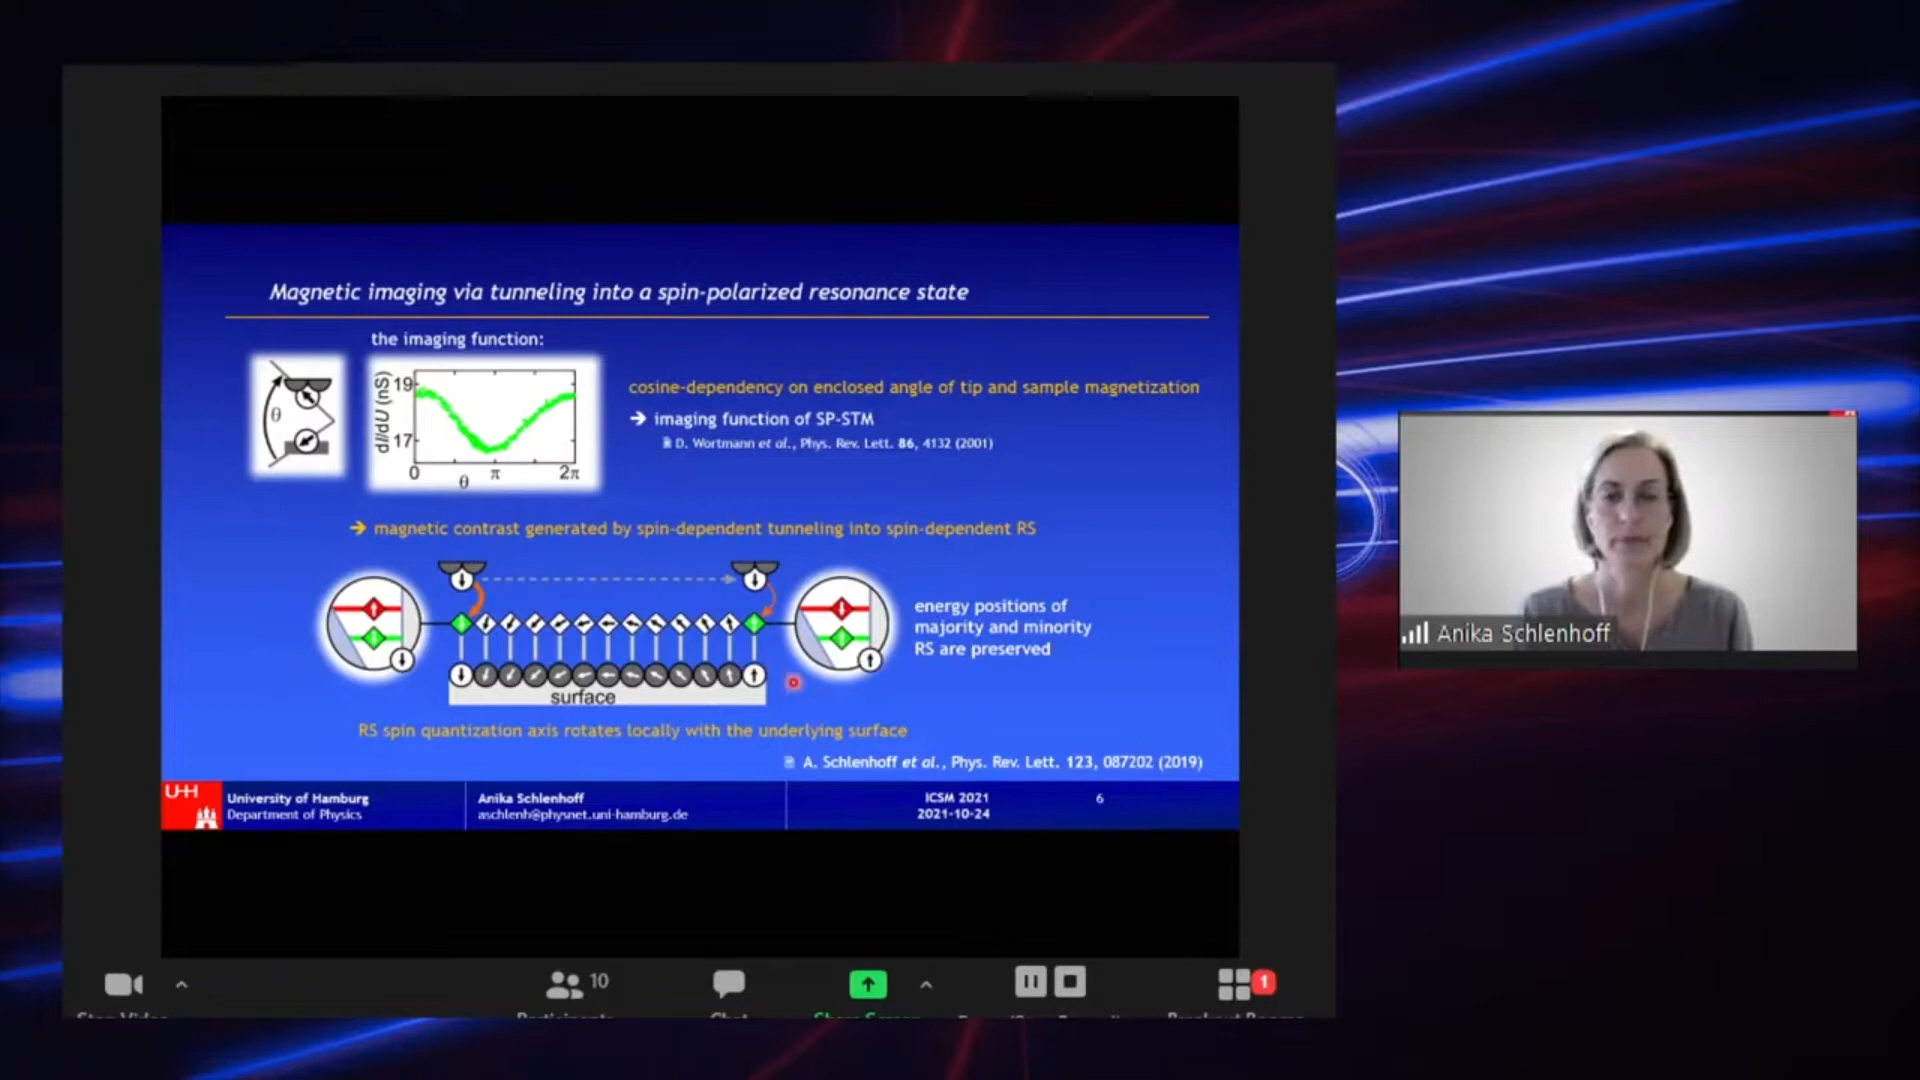 Magnetic imaging via tunneling into a spin-polarized resonance state
the imaging function:
θ
dI/dU (nS)
19
17
0
θ
π
2π
cosine-dependency on enclosed angle of tip and sample magnetization
→ imaging function of SP-STM
D. Wortmann et al., Phys. Rev. Lett. 86, 4132 (2001)
→ magnetic contrast generated by spin-dependent tunneling into spin-dependent RS
energy positions of
majority and minority
RS are preserved
surface
RS spin quantization axis rotates locally with the underlying surface
A. Schlenhoff et al., Phys. Rev. Lett. 123, 087202 (2019)
UHH
University of Hamburg
Department of Physics
Anika Schlenhoff
aschlenh@physnet.uni-hamburg.de
ICSM 2021
2021-10-24
6
Anika Schlenhoff
10
1